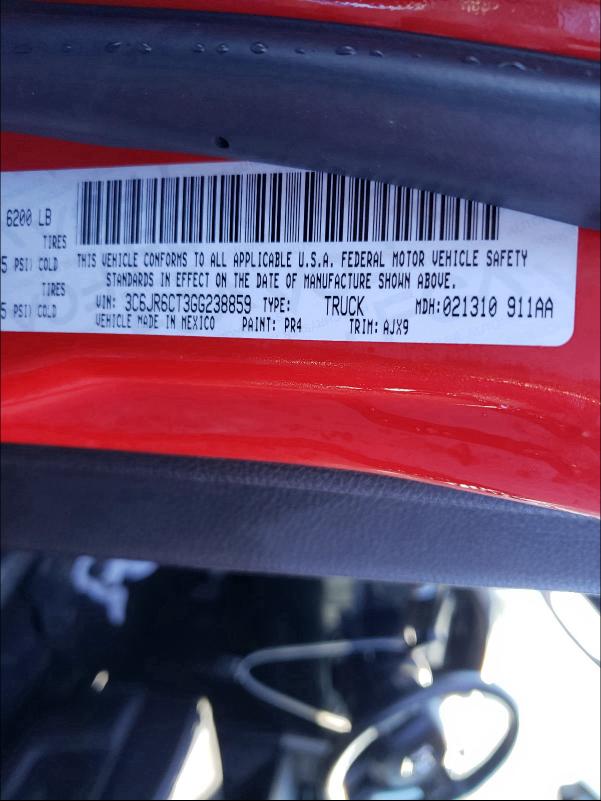 6200 LB
TIRES
5 PSI) COLD
TIRES
5 PSI) COLD
THIS VEHICLE CONFORMS TO ALL APPLICABLE U.S.A. FEDERAL MOTOR VEHICLE SAFETY
STANDARDS IN EFFECT ON THE DATE OF MANUFACTURE SHOWN ABOVE.
VIN: 3C6JR6CT3GG238859 TYPE: TRUCK MDH:021310 911AA
VEHICLE MADE IN MEXICO PAINT: PR4 TRIM: AJX9